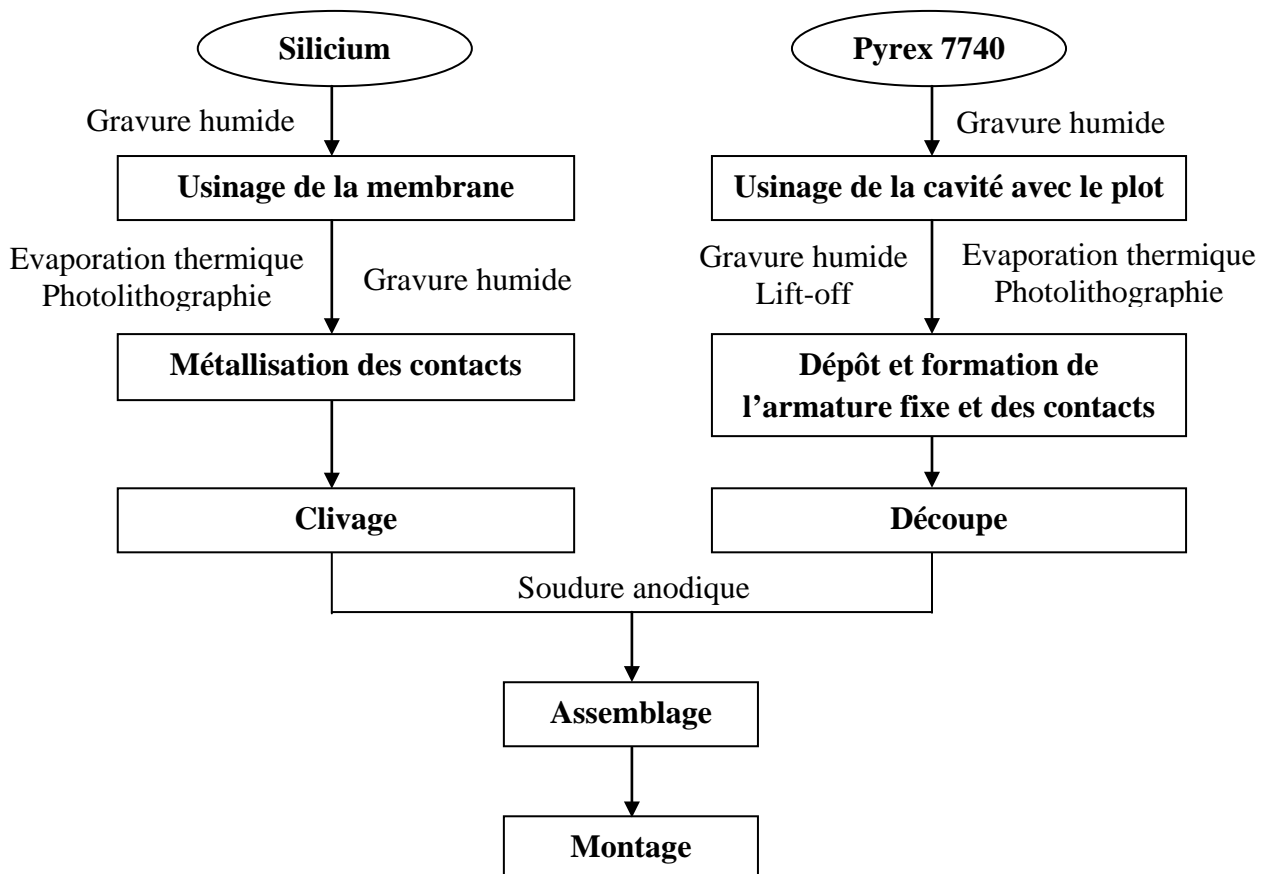 Silicium
Pyrex 7740
Gravure humide
Gravure humide
Usinage de la membrane
Usinage de la cavité avec le plot
Evaporation thermique
Photolithographie
Gravure humide
Gravure humide
Lift-off
Evaporation thermique
Photolithographie
Métallisation des contacts
Dépôt et formation de
l’armature fixe et des contacts
Clivage
Découpe
Soudure anodique
Assemblage
Montage